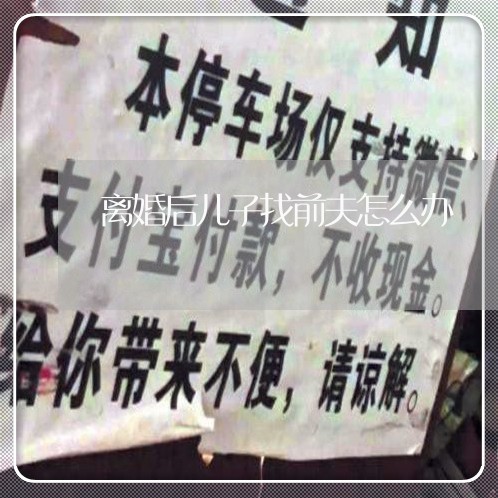 通知
本停车场仅支持微信、
离婚后儿子找前夫怎么办
支付宝付款，不收现金。
给你带来不便，请谅解。